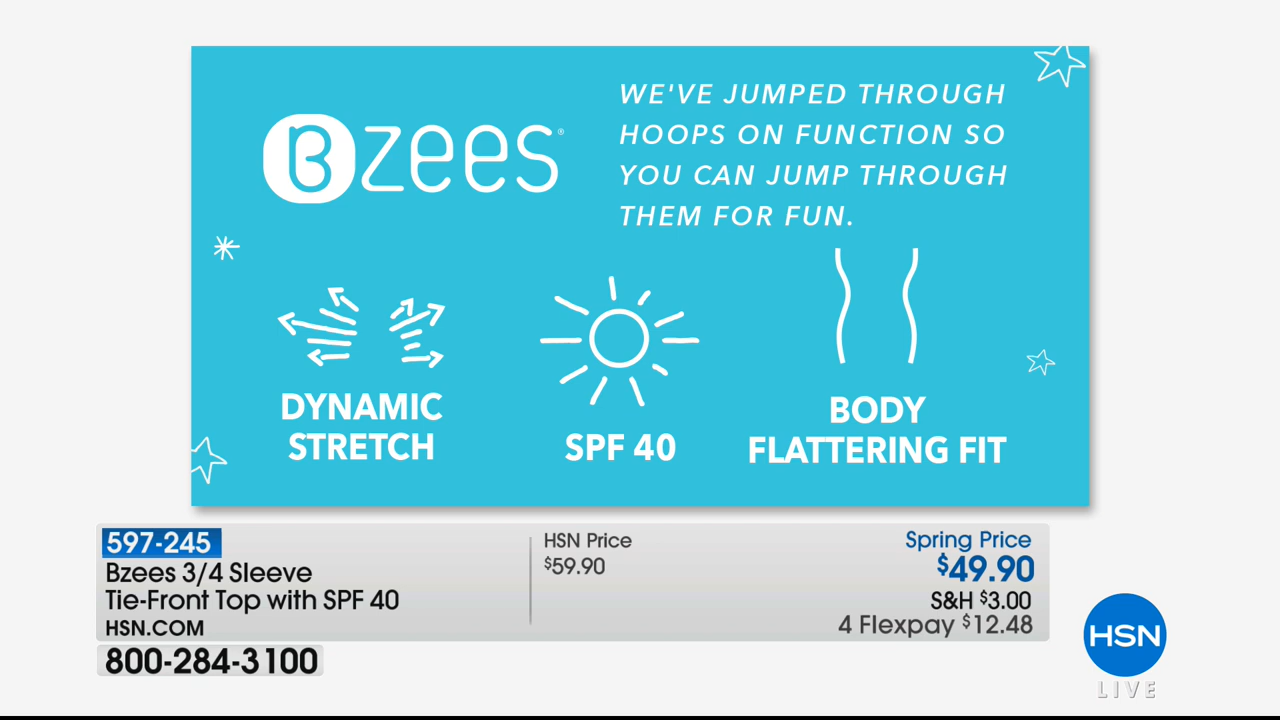 Bzees®
WE'VE JUMPED THROUGH
HOOPS ON FUNCTION SO
YOU CAN JUMP THROUGH
THEM FOR FUN.
DYNAMIC
STRETCH
SPF 40
BODY
FLATTERING FIT
597-245
Bzees 3/4 Sleeve
Tie-Front Top with SPF 40
HSN.COM
800-284-3100
HSN Price
$59.90
Spring Price
$49.90
S&H $3.00
4 Flexpay $12.48
HSN
LIVE